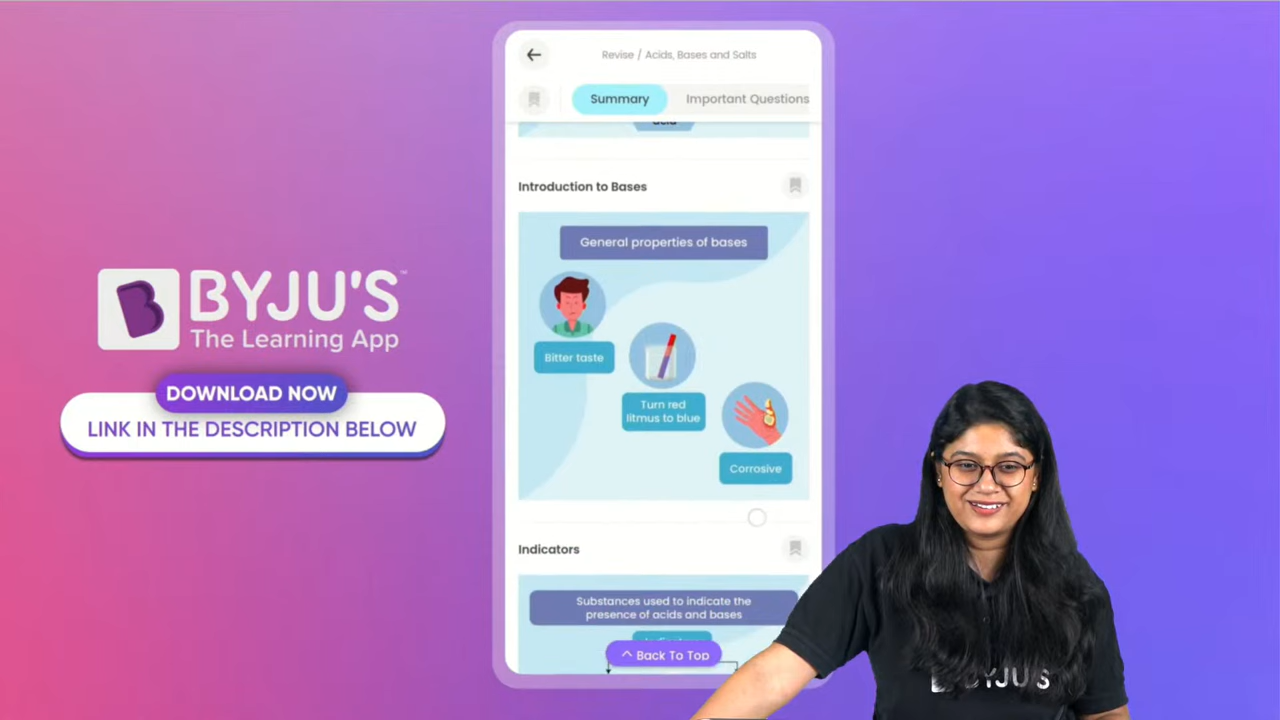 BYJU'S
The Learning App
DOWNLOAD NOW
LINK IN THE DESCRIPTION BELOW
Revise / Acids, Bases and Salts
Summary
Important Questions
acid
Introduction to Bases
General properties of bases
Bitter taste
Turn red
litmus to blue
Corrosive
Indicators
Substances used to indicate the
presence of acids and bases
Back To Top
BYJU'S